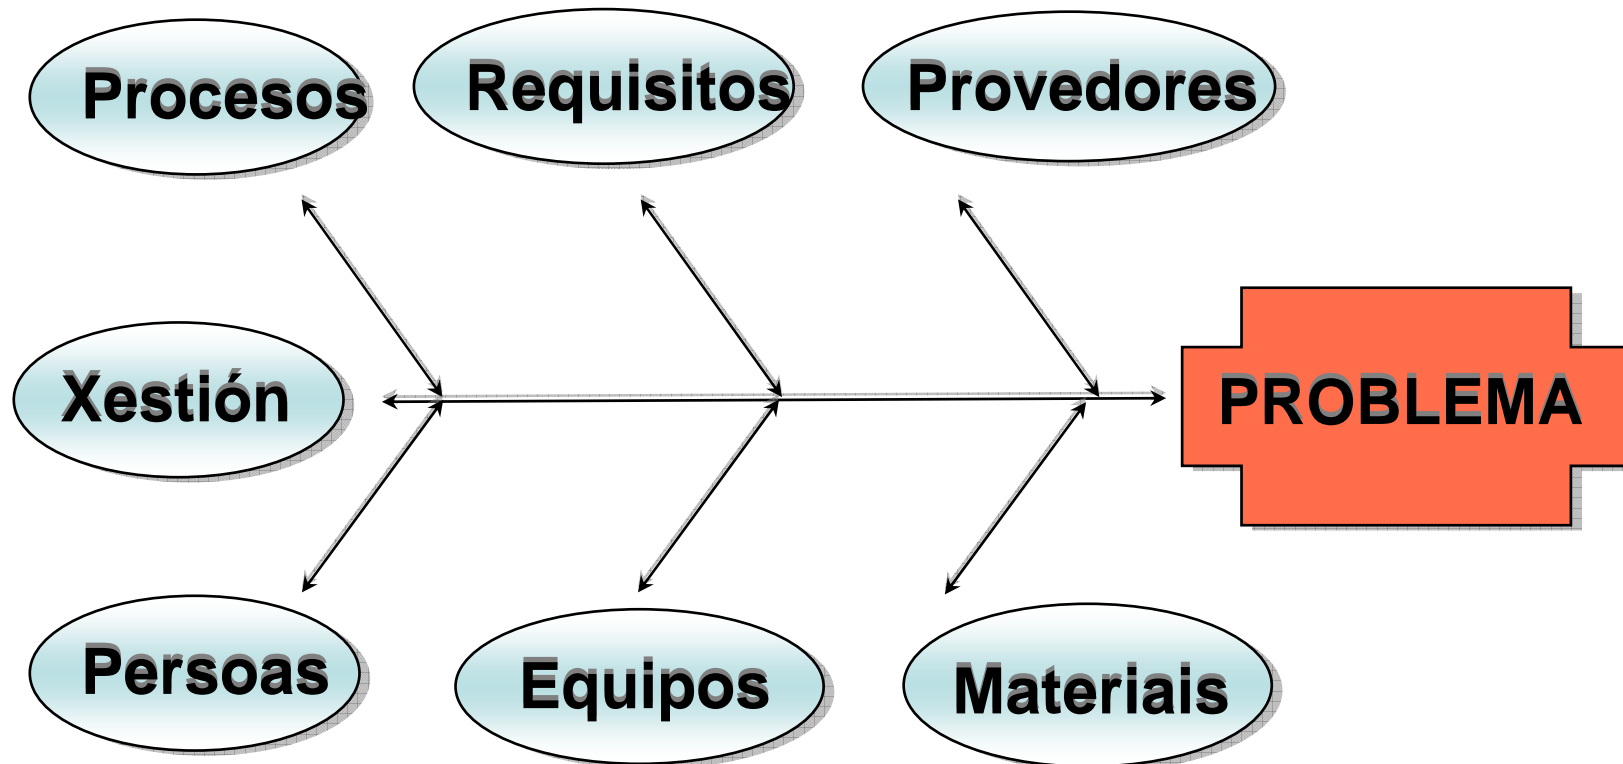 Procesos
Requisitos
Provedores
Xestión
PROBLEMA
Persoas
Equipos
Materiais